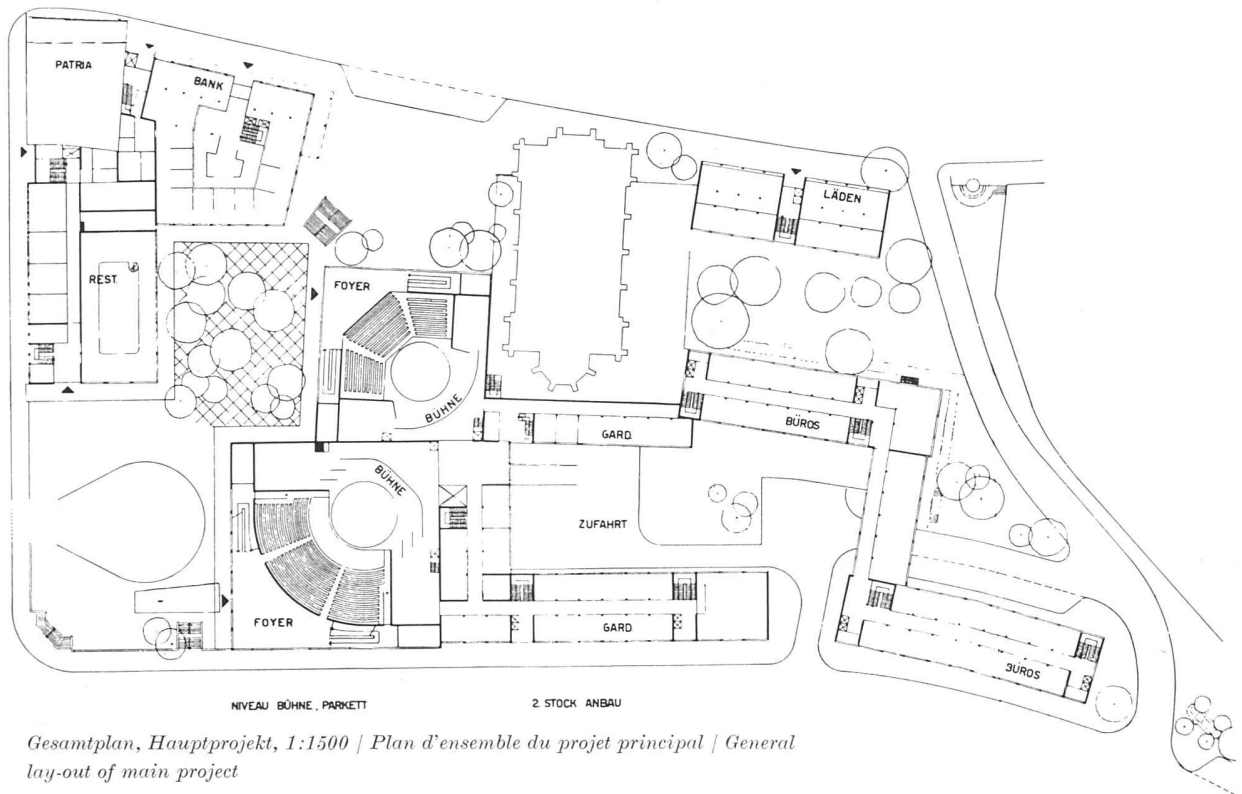 PATRIA
BANK
LÄDEN
REST.
FOYER
BÜHNE
GARD.
BÜROS
BÜHNE
ZUFAHRT
FOYER
GARD.
BÜROS
NIVEAU BÜHNE, PARKETT
2. STOCK ANBAU
Gesamtplan, Hauptprojekt, 1:1500 | Plan d'ensemble du projet principal | General
lay-out of main project